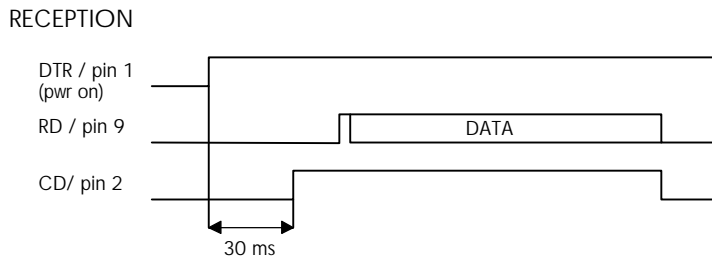 RECEPTION
DTR / pin 1
(pwr on)
RD / pin 9
DATA
CD/ pin 2
30 ms